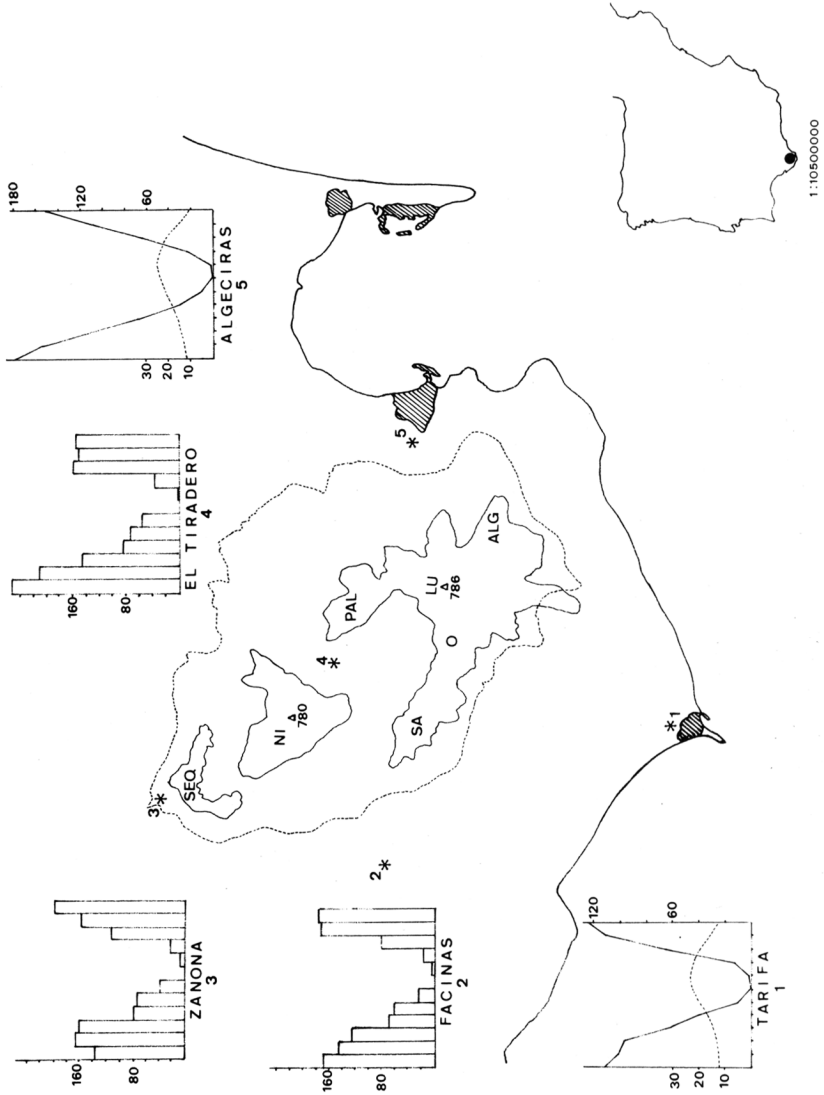 180
120
60
30
20
10
ALGECIRAS
5
160
80
EL TIRADERO
4
160
80
ZANONA
3
160
80
FACINAS
2
120
60
30
20
10
TARIFA
1
3
SEQ
NI
780
4
PAL
LU
786
ALG
O
SA
5
2
1
1:10500000